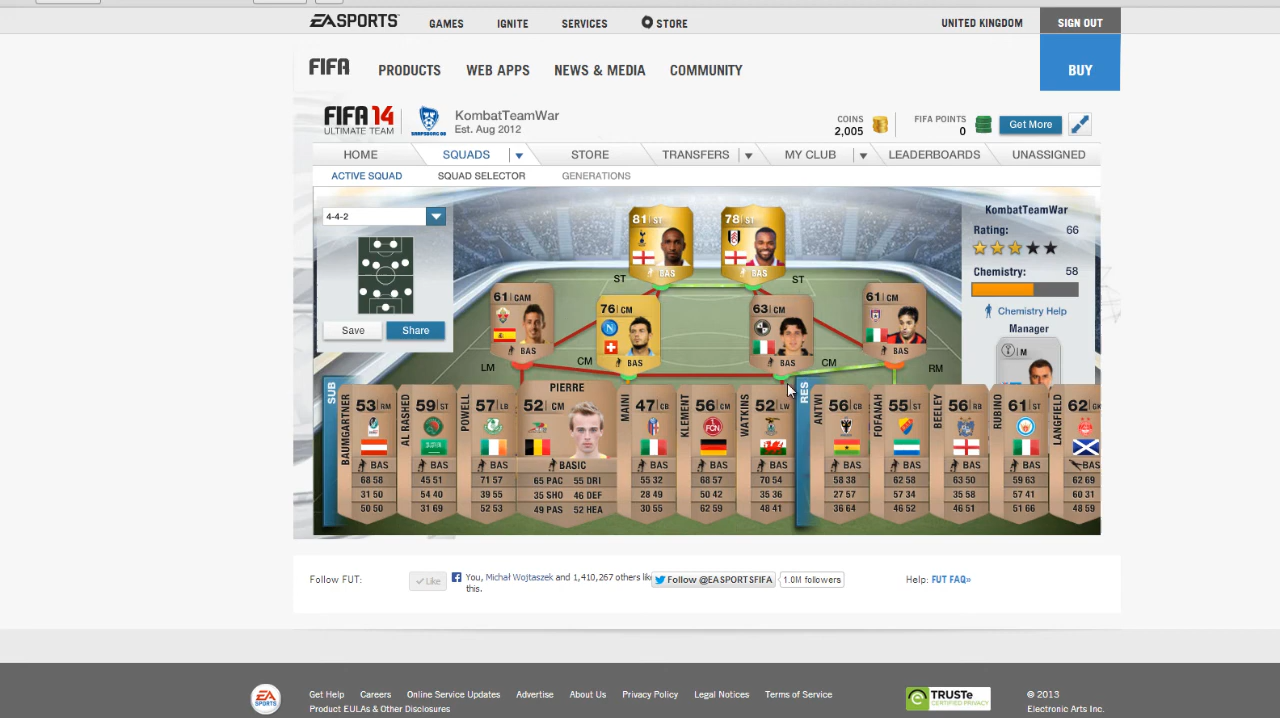 EA SPORTS GAMES IGNITE SERVICES STORE UNITED KINGDOM SIGN OUT
FIFA PRODUCTS WEB APPS NEWS & MEDIA COMMUNITY BUY
FIFA 14 ULTIMATE TEAM
SARPSBORG 08
KombatTeamWar
Est. Aug 2012
COINS 2,005
FIFA POINTS 0
Get More
HOME SQUADS STORE TRANSFERS MY CLUB LEADERBOARDS UNASSIGNED
ACTIVE SQUAD SQUAD SELECTOR GENERATIONS
4-4-2
Save Share
81 ST BAS
78 ST BAS
ST ST
61 CAM BAS
76 CM BAS
63 CM BAS
61 CM BAS
LM CM CM RM
KombatTeamWar
Rating: 66
Chemistry: 58
Chemistry Help
Manager
M
SUB
BAUMGARTNER 53 RM BAS
68 58
31 50
50 50
AL RASHED 59 ST BAS
45 51
54 40
31 69
POWELL 57 LB BAS
71 57
39 55
52 53
PIERRE
52 CM
BASIC
65 PAC 55 DRI
35 SHO 46 DEF
49 PAS 52 HEA
MAINI 47 CB BAS
55 32
28 49
30 55
KLEMENT 56 CM BAS
68 57
50 42
62 59
WATKINS 52 LW BAS
70 54
35 36
48 41
RES
ANTWI 56 CB BAS
58 38
27 57
36 64
FOFANAH 55 ST BAS
62 58
57 34
46 52
BEELEY 56 RB BAS
63 50
35 58
46 51
RUBINO 61 ST BAS
59 63
57 41
51 66
LANGFIELD 62 GK BAS
62 69
60 31
48 59
Follow FUT:
Like
You, Michał Wojtaszek and 1,410,267 others lik
this.
Follow @EASPORTSFIFA
1.0M followers
Help: FUT FAQ»
EA SPORTS
Get Help Careers Online Service Updates Advertise About Us Privacy Policy Legal Notices Terms of Service
Product EULAs & Other Disclosures
TRUSTe
CERTIFIED PRIVACY
© 2013
Electronic Arts Inc.